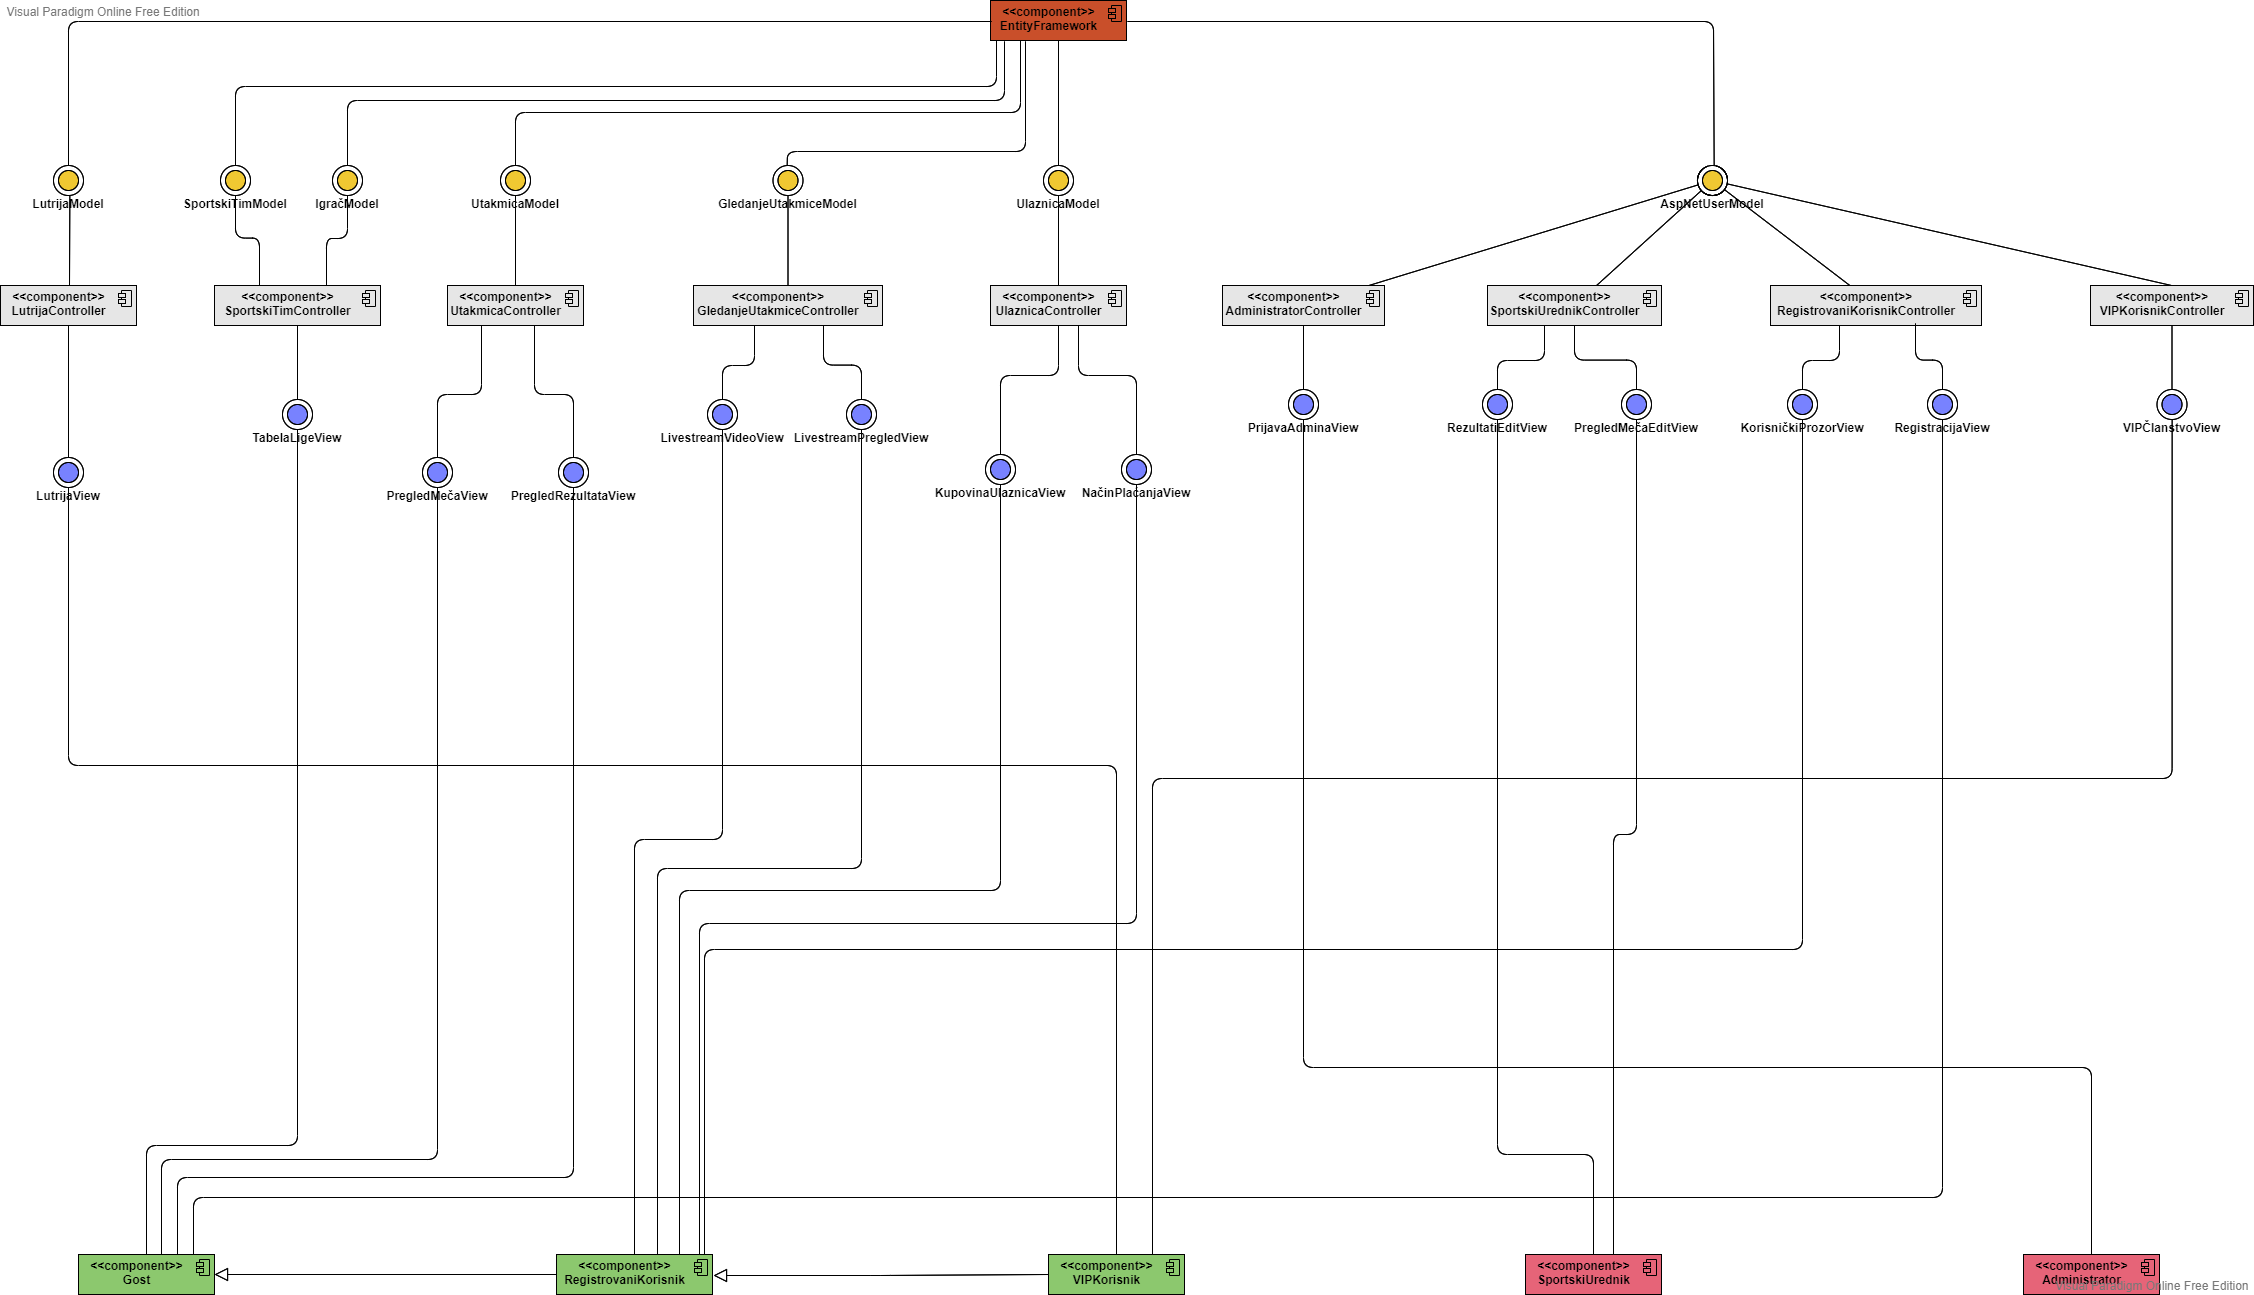 Visual Paradigm Online Free Edition
<<component>>
EntityFramework
LutrijaModel
SportskiTimModel
IgračModel
UtakmicaModel
GledanjeUtakmiceModel
UlaznicaModel
AspNetUserModel
<<component>>
LutrijaController
<<component>>
SportskiTimController
<<component>>
UtakmicaController
<<component>>
GledanjeUtakmiceController
<<component>>
UlaznicaController
<<component>>
AdministratorController
<<component>>
SportskiUrednikController
<<component>>
RegistrovaniKorisnikController
<<component>>
VIPKorisnikController
TabelaLigeView
LivestreamVideoView
LivestreamPregledView
PrijavaAdminaView
RezultatiEditView
PregledMečaEditView
KorisničkiProzorView
RegistracijaView
VIPČlanstvoView
LutrijaView
PregledMečaView
PregledRezultataView
KupovinaUlaznicaView
NačinPlaćanjaView
<<component>>
Gost
<<component>>
RegistrovaniKorisnik
<<component>>
VIPKorisnik
<<component>>
SportskiUrednik
<<component>>
Administrator
Visual Paradigm Online Free Edition